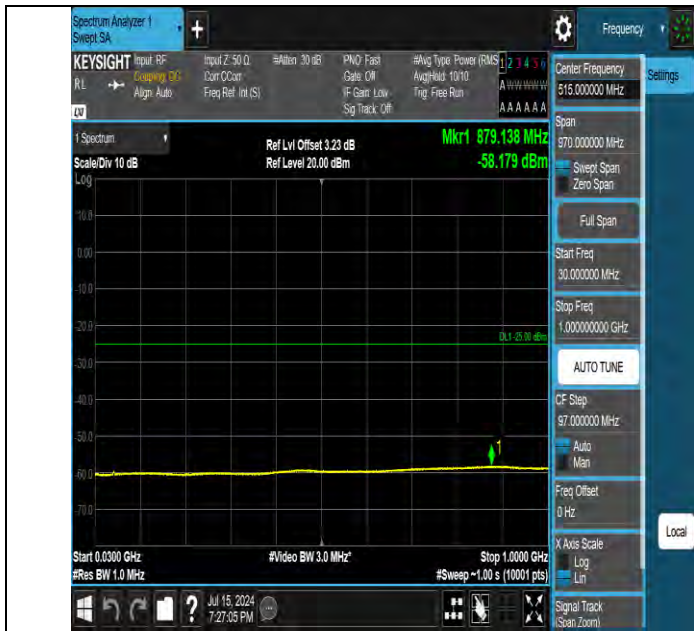 Spectrum Analyzer 1
Swept SA
+
Frequency
KEYSIGHT
RL
LXI
Input: RF
Coupling: DC
Align: Auto
Input Z: 50 Ω
Corr CCorr
Freq Ref: Int (S)
#Atten: 30 dB
PNO: Fast
Gate: Off
IF Gain: Low
Sig Track: Off
#Avg Type: Power (RMS
Avg|Hold: 10/10
Trig: Free Run
1 2 3 4 5 6
A W W W W W
A A A A A A
1 Spectrum
Scale/Div 10 dB
Log
Ref Lvl Offset 3.23 dB
Ref Level 20.00 dBm
Mkr1 879.138 MHz
-58.179 dBm
10.0
0.00
-10.0
-20.0
DL1 -25.00 dBm
-30.0
-40.0
-50.0
1
-60.0
-70.0
Start 0.0300 GHz
#Res BW 1.0 MHz
#Video BW 3.0 MHz*
Stop 1.0000 GHz
#Sweep ~1.00 s (10001 pts)
Jul 15, 2024
7:27:05 PM
Center Frequency
515.000000 MHz
Settings
Span
970.000000 MHz
Swept Span
Zero Span
Full Span
Start Freq
30.000000 MHz
Stop Freq
1.000000000 GHz
AUTO TUNE
CF Step
97.000000 MHz
Auto
Man
Freq Offset
0 Hz
X Axis Scale
Log
Lin
Local
Signal Track
(Span Zoom)